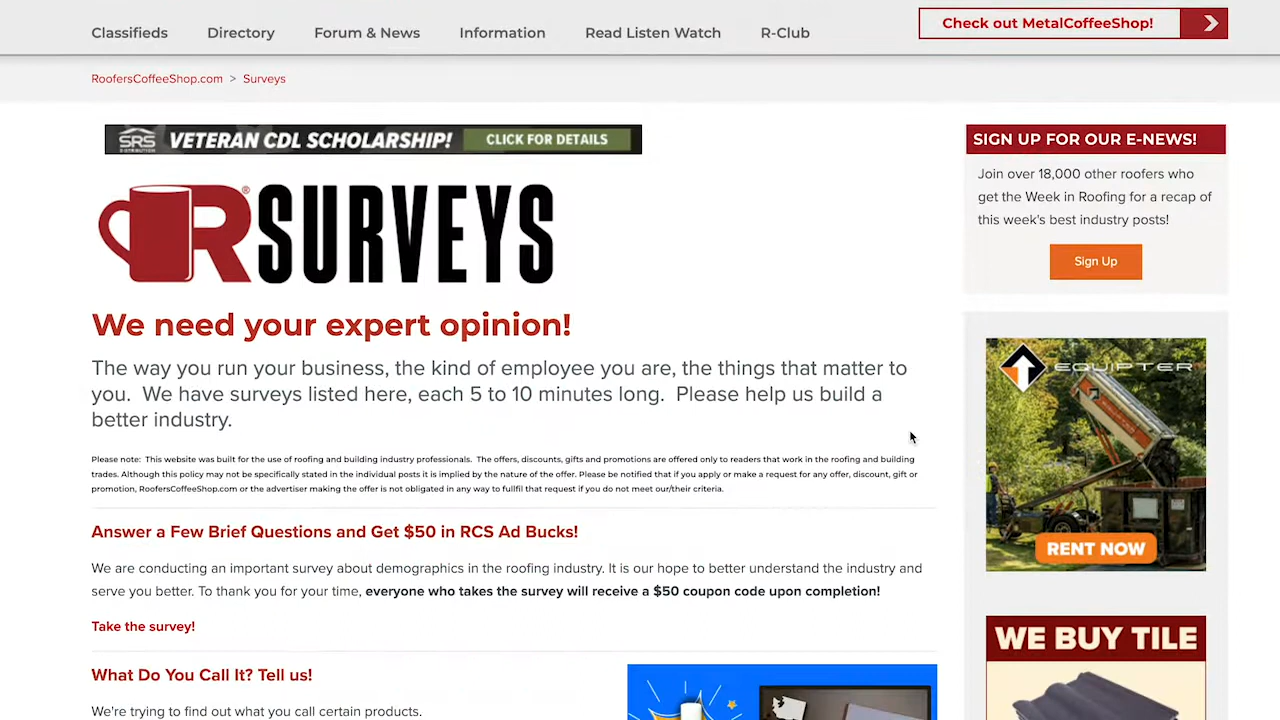 Classifieds Directory Forum & News Information Read Listen Watch R-Club
Check out MetalCoffeeShop!
RoofersCoffeeShop.com > Surveys
SRS DISTRIBUTION VETERAN CDL SCHOLARSHIP! CLICK FOR DETAILS
R® SURVEYS
We need your expert opinion!
The way you run your business, the kind of employee you are, the things that matter to
you.  We have surveys listed here, each 5 to 10 minutes long.  Please help us build a
better industry.
Please note:  This website was built for the use of roofing and building industry professionals.  The offers, discounts, gifts and promotions are offered only to readers that work in the roofing and building
trades. Although this policy may not be specifically stated in the individual posts it is implied by the nature of the offer. Please be notified that if you apply or make a request for any offer, discount, gift or
promotion, RoofersCoffeeShop.com or the advertiser making the offer is not obligated in any way to fullfil that request if you do not meet our/their criteria.
Answer a Few Brief Questions and Get $50 in RCS Ad Bucks!
We are conducting an important survey about demographics in the roofing industry. It is our hope to better understand the industry and
serve you better. To thank you for your time, everyone who takes the survey will receive a $50 coupon code upon completion!
Take the survey!
What Do You Call It? Tell us!
We're trying to find out what you call certain products.
SIGN UP FOR OUR E-NEWS!
Join over 18,000 other roofers who
get the Week in Roofing for a recap of
this week's best industry posts!
Sign Up
EQUIPTER
RENT NOW
WE BUY TILE